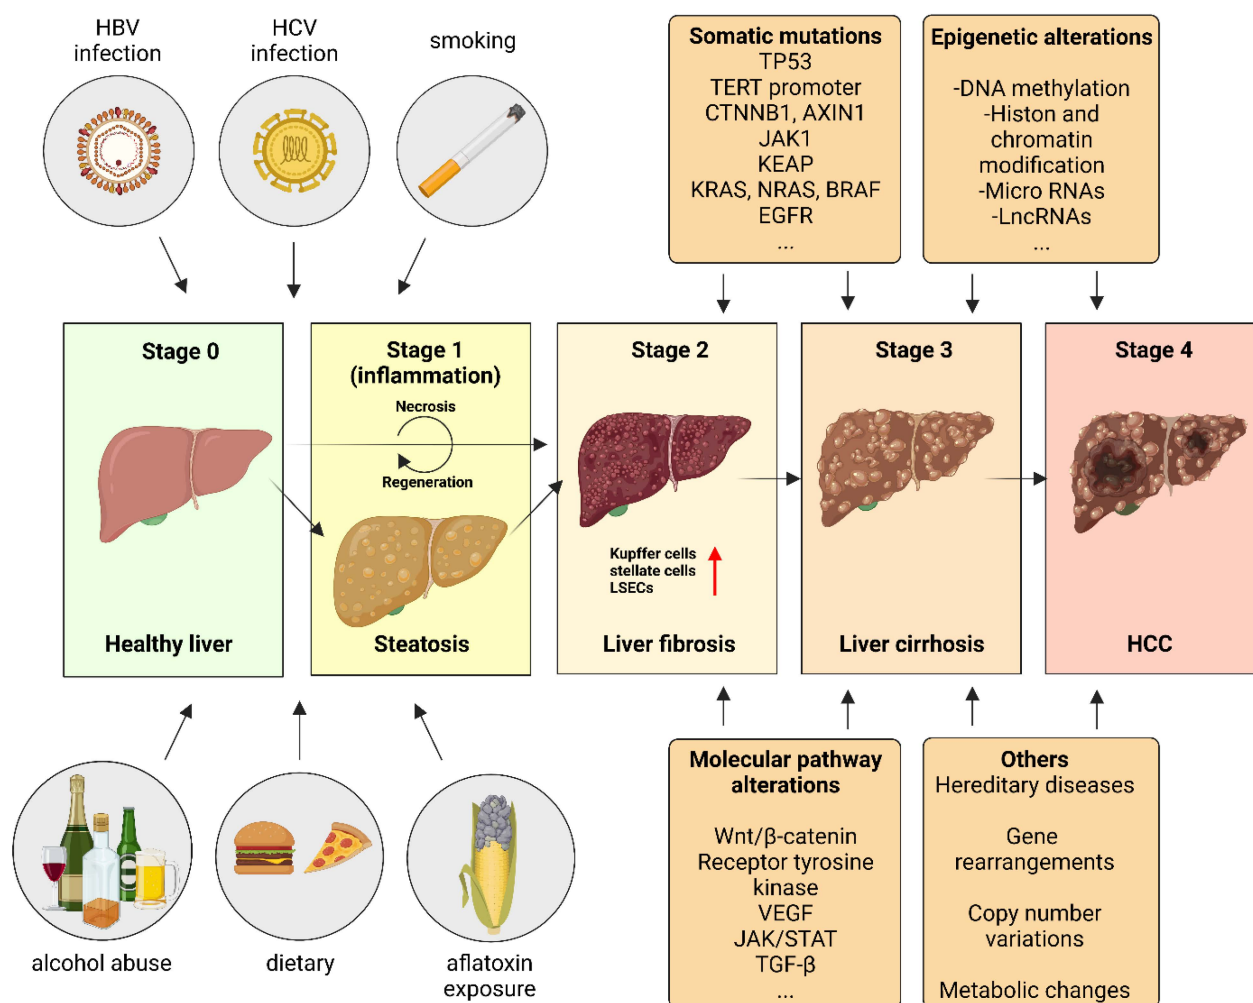 HBV
infection
HCV
infection
smoking
Somatic mutations
TP53
TERT promoter
CTNNB1, AXIN1
JAK1
KEAP
KRAS, NRAS, BRAF
EGFR
...
Epigenetic alterations
-DNA methylation
-Histon and
chromatin
modification
-Micro RNAs
-LncRNAs
...
Stage 0
Healthy liver
Stage 1
(inflammation)
Necrosis
Regeneration
Steatosis
Stage 2
Kupffer cells
stellate cells
LSECs
Liver fibrosis
Stage 3
Liver cirrhosis
Stage 4
HCC
alcohol abuse
dietary
aflatoxin
exposure
Molecular pathway
alterations
Wnt/β-catenin
Receptor tyrosine
kinase
VEGF
JAK/STAT
TGF-β
...
Others
Hereditary diseases
Gene
rearrangements
Copy number
variations
Metabolic changes